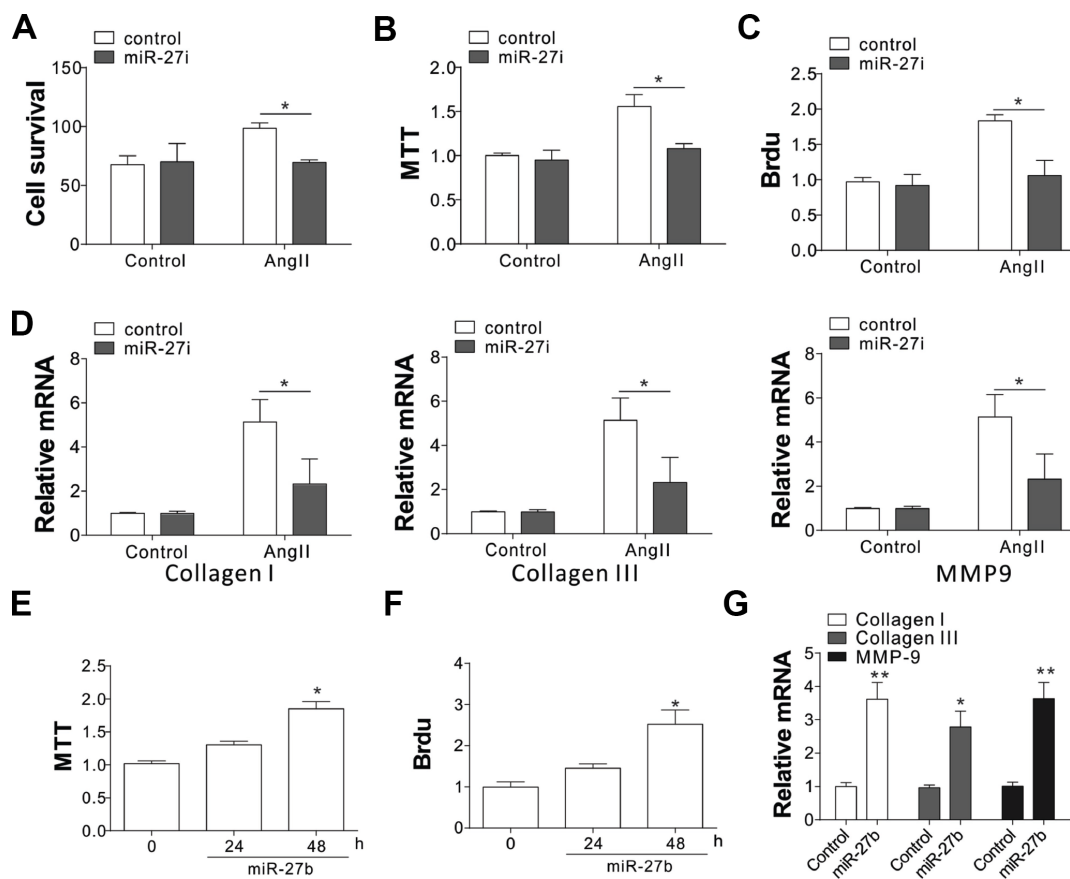 A
control
miR-27i
Cell survival
150
100
50
0
*
Control
AngII
B
control
miR-27i
MTT
2.0
1.5
1.0
0.5
0.0
*
Control
AngII
C
control
miR-27i
Brdu
2.5
2.0
1.5
1.0
0.5
0.0
*
Control
AngII
D
control
miR-27i
Relative mRNA
8
6
4
2
0
*
Control
AngII
Collagen I
control
miR-27i
Relative mRNA
8
6
4
2
0
*
Control
AngII
Collagen III
control
miR-27i
Relative mRNA
8
6
4
2
0
*
Control
AngII
MMP9
E
MTT
2.5
2.0
1.5
1.0
0.5
0.0
*
0
24
48
h
miR-27b
F
Brdu
4
3
2
1
0
*
0
24
48
h
miR-27b
G
Collagen I
Collagen III
MMP-9
Relative mRNA
5
4
3
2
1
0
**
*
**
Control
miR-27b
Control
miR-27b
Control
miR-27b